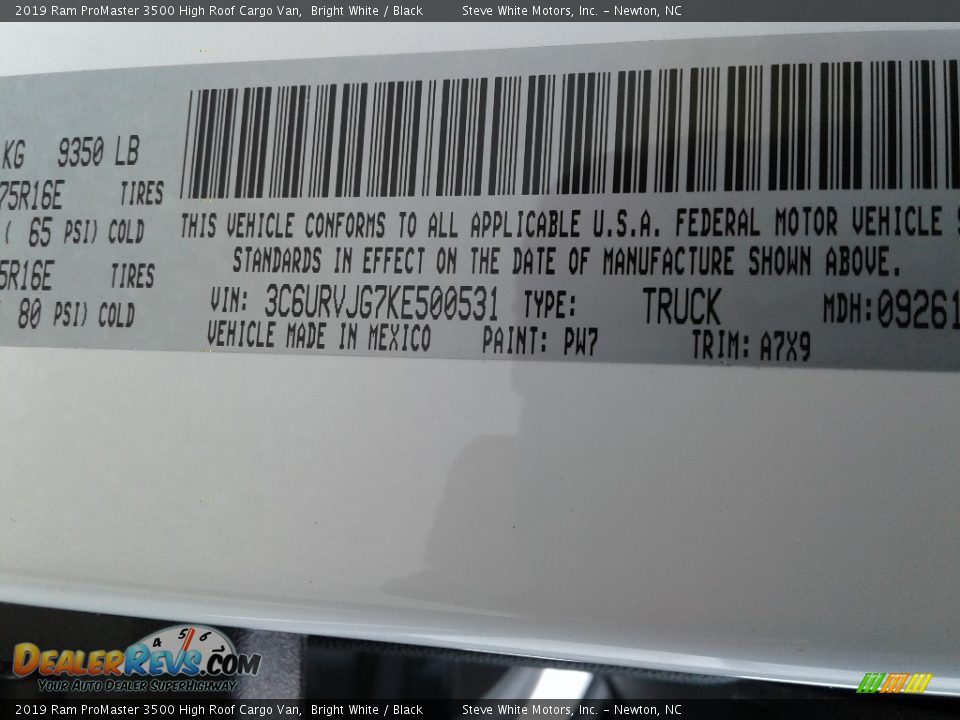 2019 Ram ProMaster 3500 High Roof Cargo Van, Bright White / Black Steve White Motors, Inc. - Newton, NC
KG 9350 LB
75R16E TIRES
( 65 PSI) COLD
5R16E TIRES
80 PSI) COLD
THIS VEHICLE CONFORMS TO ALL APPLICABLE U.S.A. FEDERAL MOTOR VEHICLE S
STANDARDS IN EFFECT ON THE DATE OF MANUFACTURE SHOWN ABOVE.
VIN: 3C6URVJG7KE500531 TYPE: TRUCK MDH: 09261
VEHICLE MADE IN MEXICO PAINT: PW7 TRIM: A7X9
4 5 6
DEALERREVS.COM
YOUR AUTO DEALER SUPERHIGHWAY
2019 Ram ProMaster 3500 High Roof Cargo Van, Bright White / Black Steve White Motors, Inc. - Newton, NC